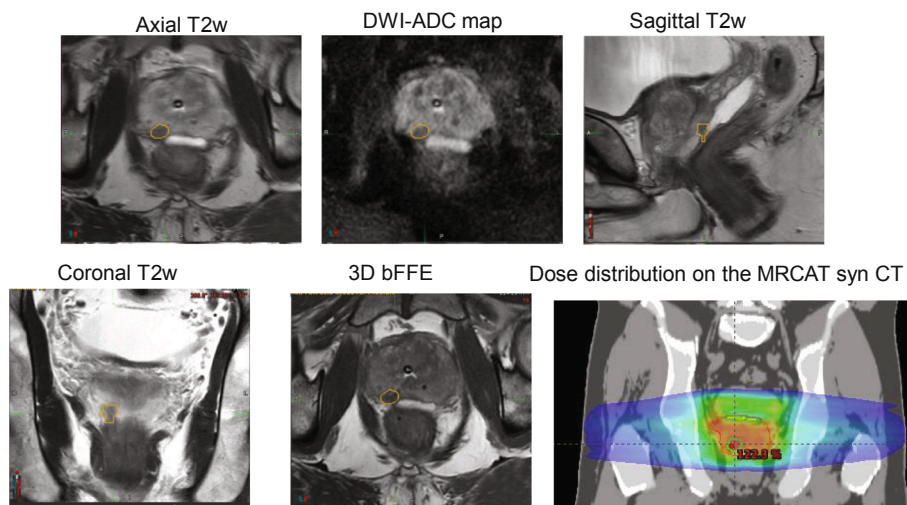 Axial T2w
DWI-ADC map
Sagittal T2w
R
P
A
P
Coronal T2w
3D bFFE
Dose distribution on the MRCAT syn CT
122.9 %